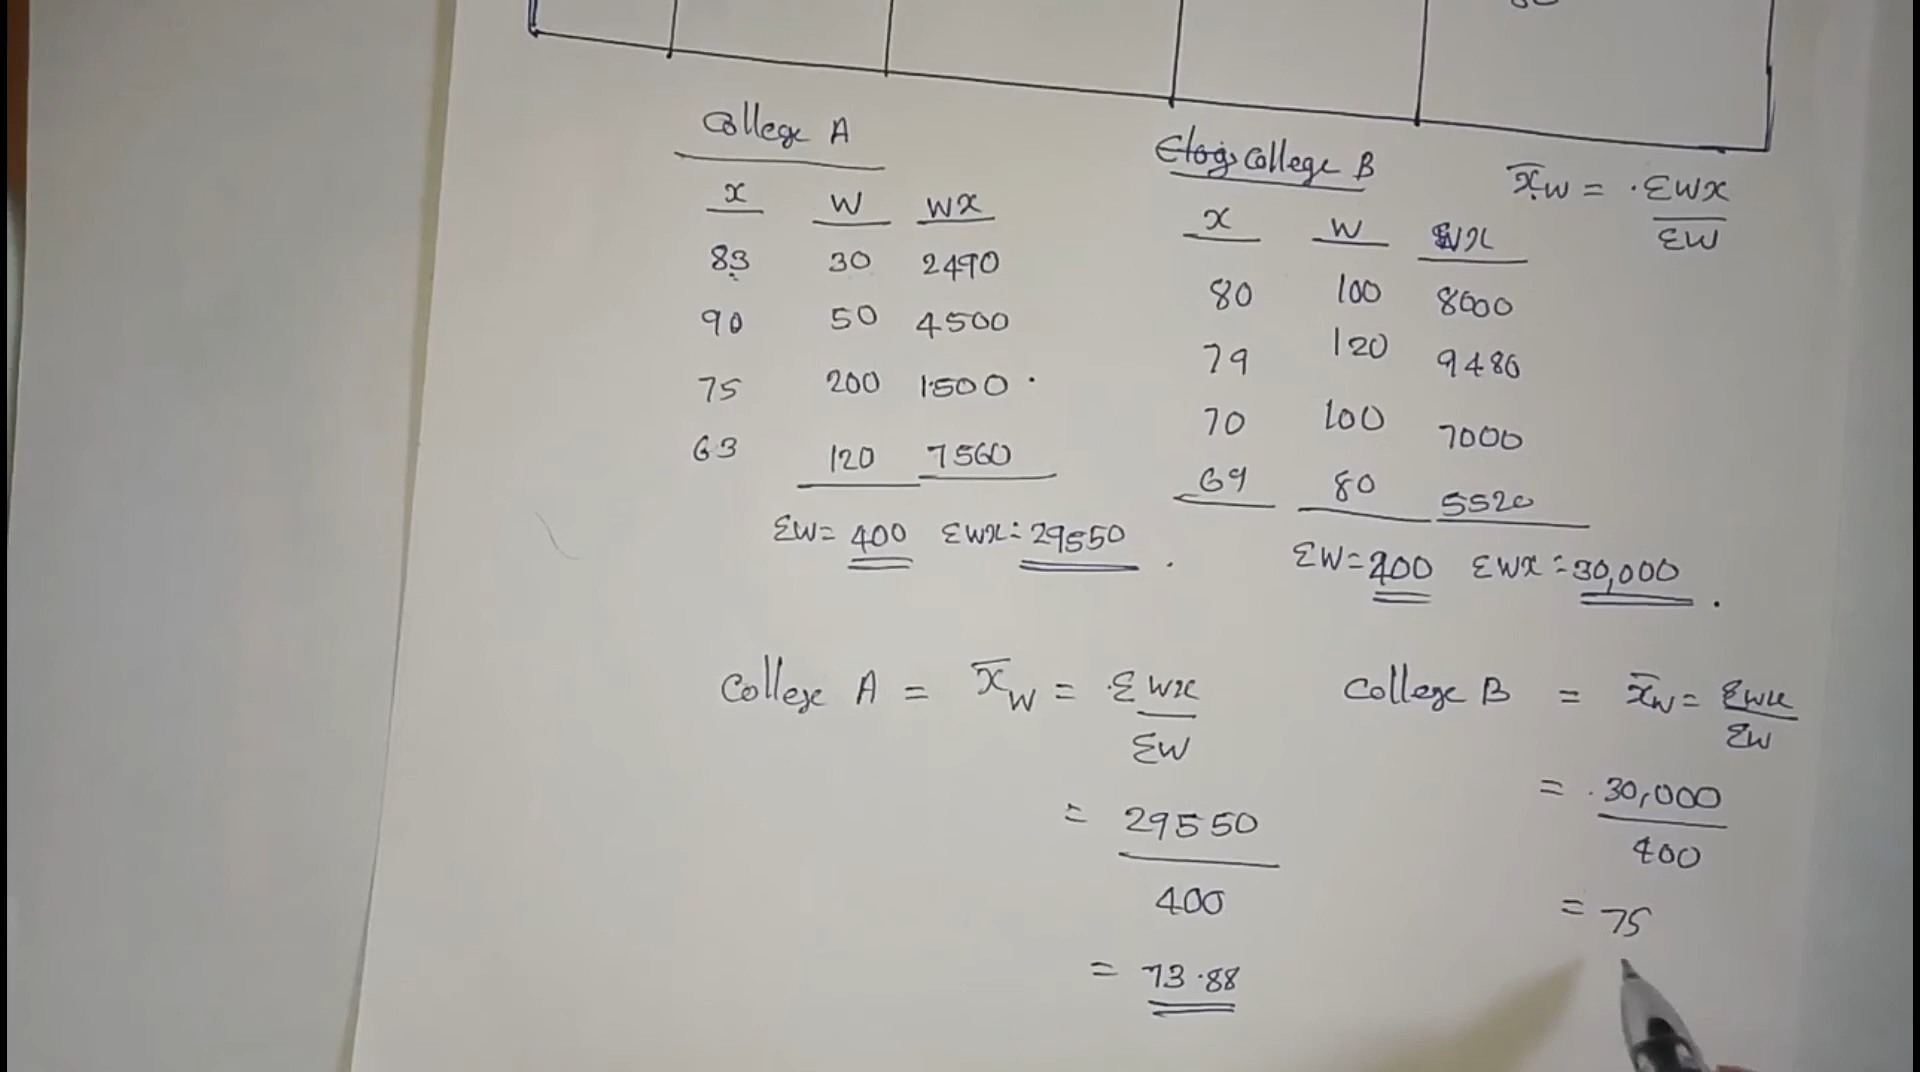 College A
x W Wx
83 30 2490
90 50 4500
75 200 1500
63 120 7560
ΣW= 400 ΣWx= 29550
College B
x W Wx
80 100 8000
79 120 9480
70 100 7000
69 80 5520
ΣW=400 ΣWx=30,000
x̄w = ΣWx
ΣW
College A = x̄w = ΣWx
ΣW
= 29550
400
= 73.88
College B = x̄w = ΣWx
ΣW
= 30,000
400
= 75